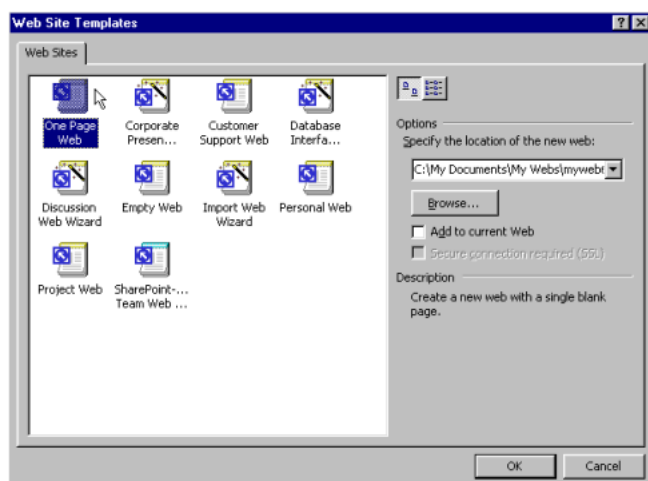 Web Site Templates
Web Sites
One Page
Web
Corporate
Presen...
Customer
Support Web
Database
Interfa...
Discussion
Web Wizard
Empty Web
Import Web
Wizard
Personal Web
Project Web
SharePoint-...
Team Web ...
Options
Specify the location of the new web:
C:\My Documents\My Webs\myweb
Browse...
Add to current Web
Secure connection required (SSL)
Description
Create a new web with a single blank
page.
OK
Cancel